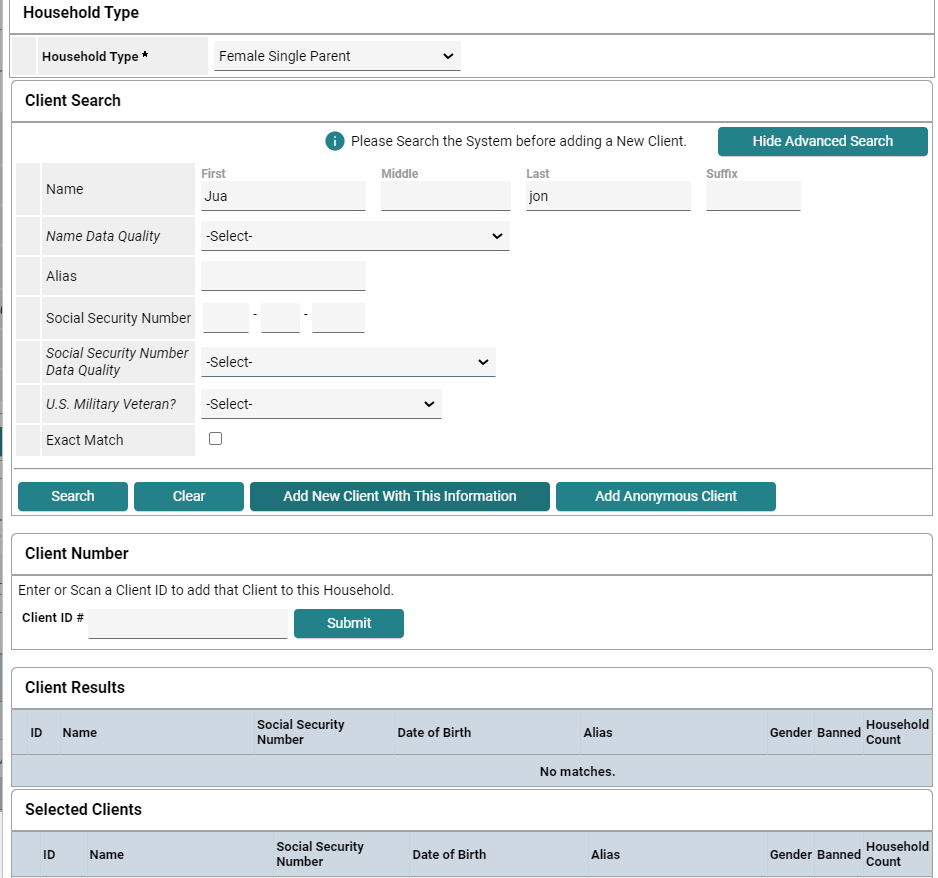 Household Type
Household Type * Female Single Parent
Client Search
Please Search the System before adding a New Client. Hide Advanced Search
First Middle Last Suffix
Name Jua jon
Name Data Quality -Select-
Alias
Social Security Number - -
Social Security Number
Data Quality -Select-
U.S. Military Veteran? -Select-
Exact Match
Search Clear Add New Client With This Information Add Anonymous Client
Client Number
Enter or Scan a Client ID to add that Client to this Household.
Client ID # Submit
Client Results
ID Name Social Security Number Date of Birth Alias Gender Banned Household Count
No matches.
Selected Clients
ID Name Social Security Number Date of Birth Alias Gender Banned Household Count